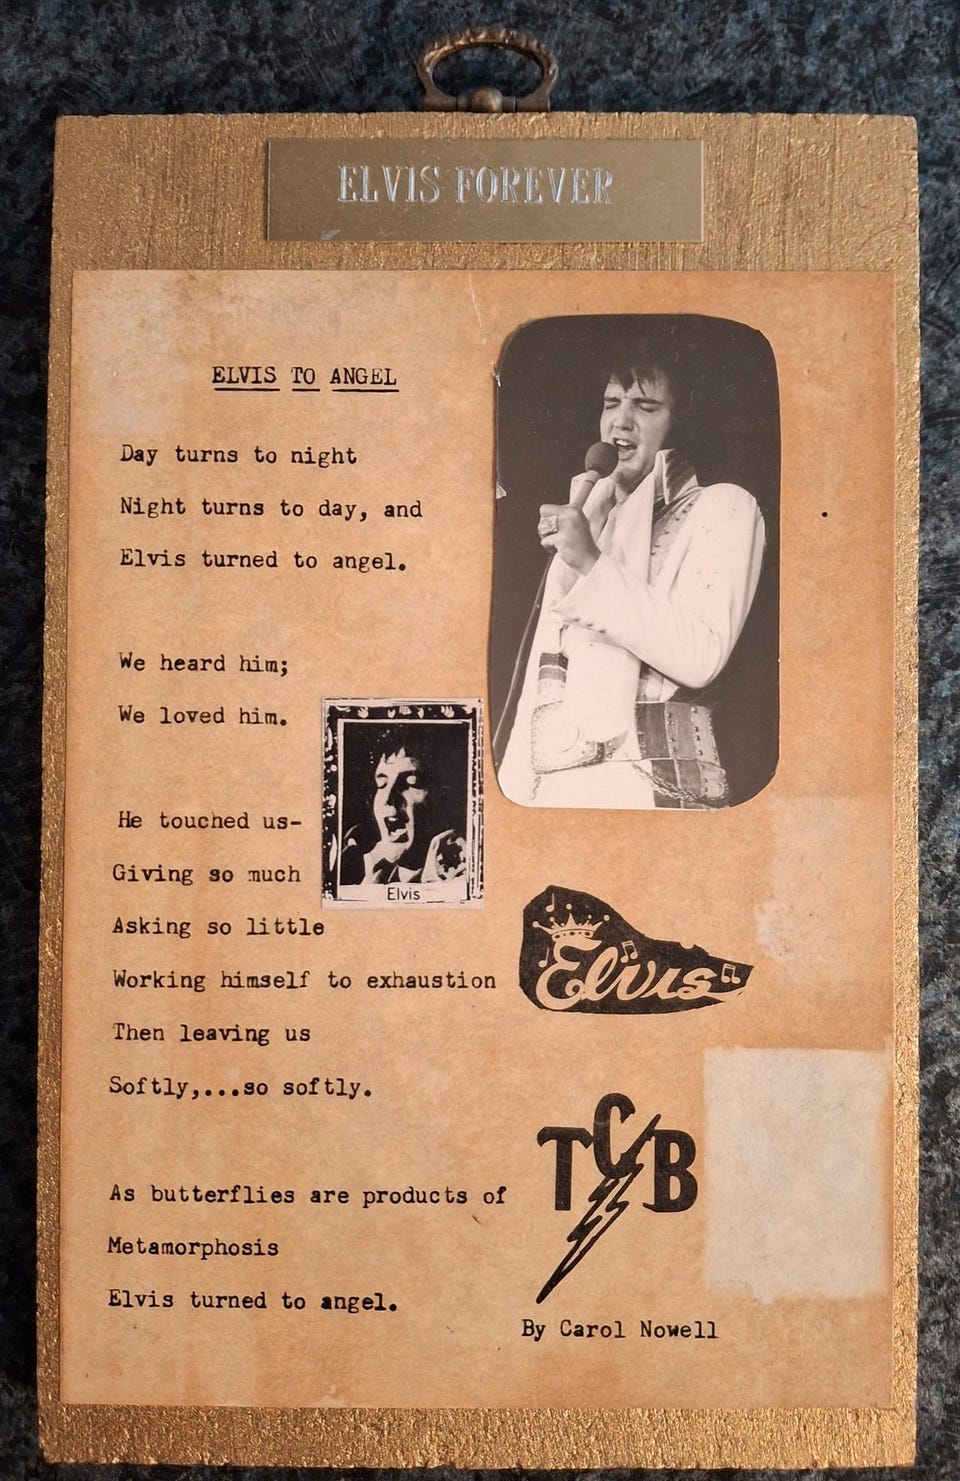 ELVIS FOREVER
ELVIS TO ANGEL
Day turns to night
Night turns to day, and
Elvis turned to angel.
We heard him;
We loved him.
He touched us-
Giving so much
Asking so little
Working himself to exhaustion
Then leaving us
Softly,...so softly.
As butterflies are products of
Metamorphosis
Elvis turned to angel.
Elvis
Elvis
TCB
By Carol Nowell